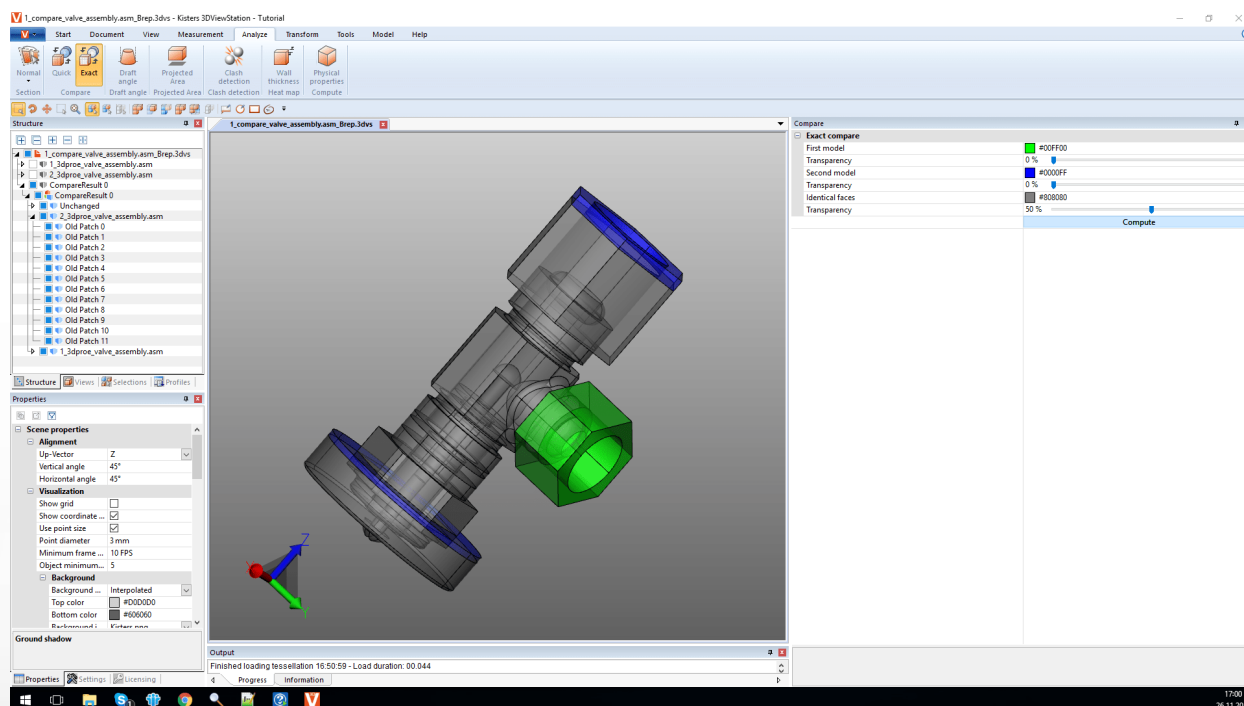 1_compare_valve_assembly.asm_Brep.3dvs - Kisters 3DViewStation - Tutorial
Start Document View Measurement Analyze Transform Tools Model Help
Normal Quick Exact Draft angle Projected Area Clash detection Wall thickness Physical properties
Section Compare Draft angle Projected Area Clash detection Heat map Compute
Structure
1_compare_valve_assembly.asm_Brep.3dvs
1_3dproe_valve_assembly.asm
2_3dproe_valve_assembly.asm
CompareResult 0
CompareResult 0
Unchanged
2_3dproe_valve_assembly.asm
Old Patch 0
Old Patch 1
Old Patch 2
Old Patch 3
Old Patch 4
Old Patch 5
Old Patch 6
Old Patch 7
Old Patch 8
Old Patch 9
Old Patch 10
Old Patch 11
1_3dproe_valve_assembly.asm
Structure Views Selections Profiles
Properties
Scene properties
Alignment
Up-Vector Z
Vertical angle 45°
Horizontal angle 45°
Visualization
Show grid
Show coordinate ...
Use point size
Point diameter 3 mm
Minimum frame ... 10 FPS
Object minimum... 5
Background
Background ... Interpolated
Top color #D0D0D0
Bottom color #606060
Background i... Kisters.png
Ground shadow
Properties Settings Licensing
1_compare_valve_assembly.asm_Brep.3dvs
Z
Y
Output
Finished loading tessellation 16:50:59 - Load duration: 00.044
Progress Information
Compare
Exact compare
First model #00FF00
Transparency 0 %
Second model #0000FF
Transparency 0 %
Identical faces #808080
Transparency 50 %
Compute
17:00